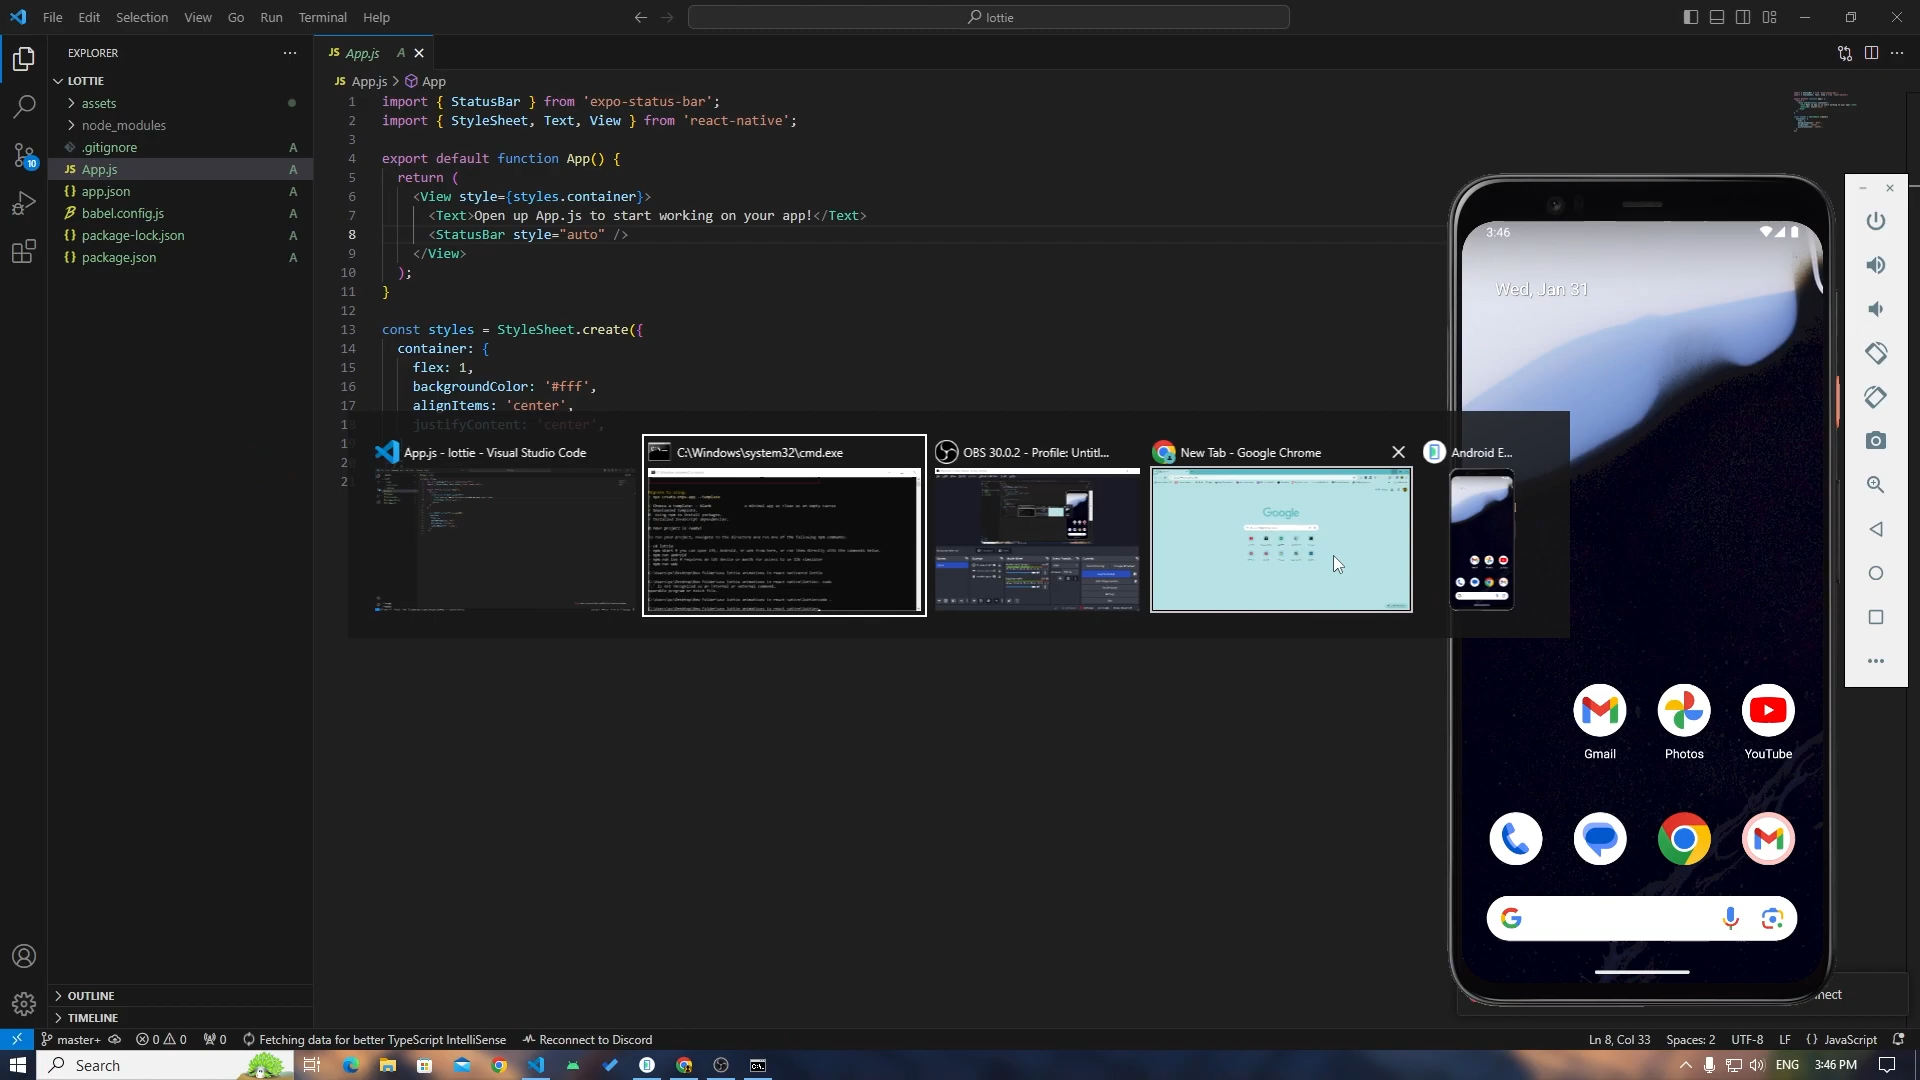 File Edit Selection View Go Run Terminal Help
lottie
EXPLORER
LOTTIE
assets
node_modules
.gitignore A
JS App.js A
{} app.json A
babel.config.js A
{} package-lock.json A
{} package.json A
OUTLINE
TIMELINE
JS App.js A
JS App.js > App
1 import { StatusBar } from 'expo-status-bar';
2 import { StyleSheet, Text, View } from 'react-native';
3
4 export default function App() {
5 return (
6 <View style={styles.container}>
7 <Text>Open up App.js to start working on your app!</Text>
8 <StatusBar style="auto" />
9 </View>
10 );
11 }
12
13 const styles = StyleSheet.create({
14 container: {
15 flex: 1,
16 backgroundColor: '#fff',
17 alignItems: 'center',
justifyContent: 'center',
App.js - lottie - Visual Studio Code
C:\Windows\system32\cmd.exe
OBS 30.0.2 - Profile: Untitl...
New Tab - Google Chrome
Android E...
Google
3:46
Wed, Jan 31
Gmail Photos YouTube
10
master+ 0 0 0 Fetching data for better TypeScript IntelliSense Reconnect to Discord
Ln 8, Col 33 Spaces: 2 UTF-8 LF {} JavaScript
Search
ENG 3:46 PM